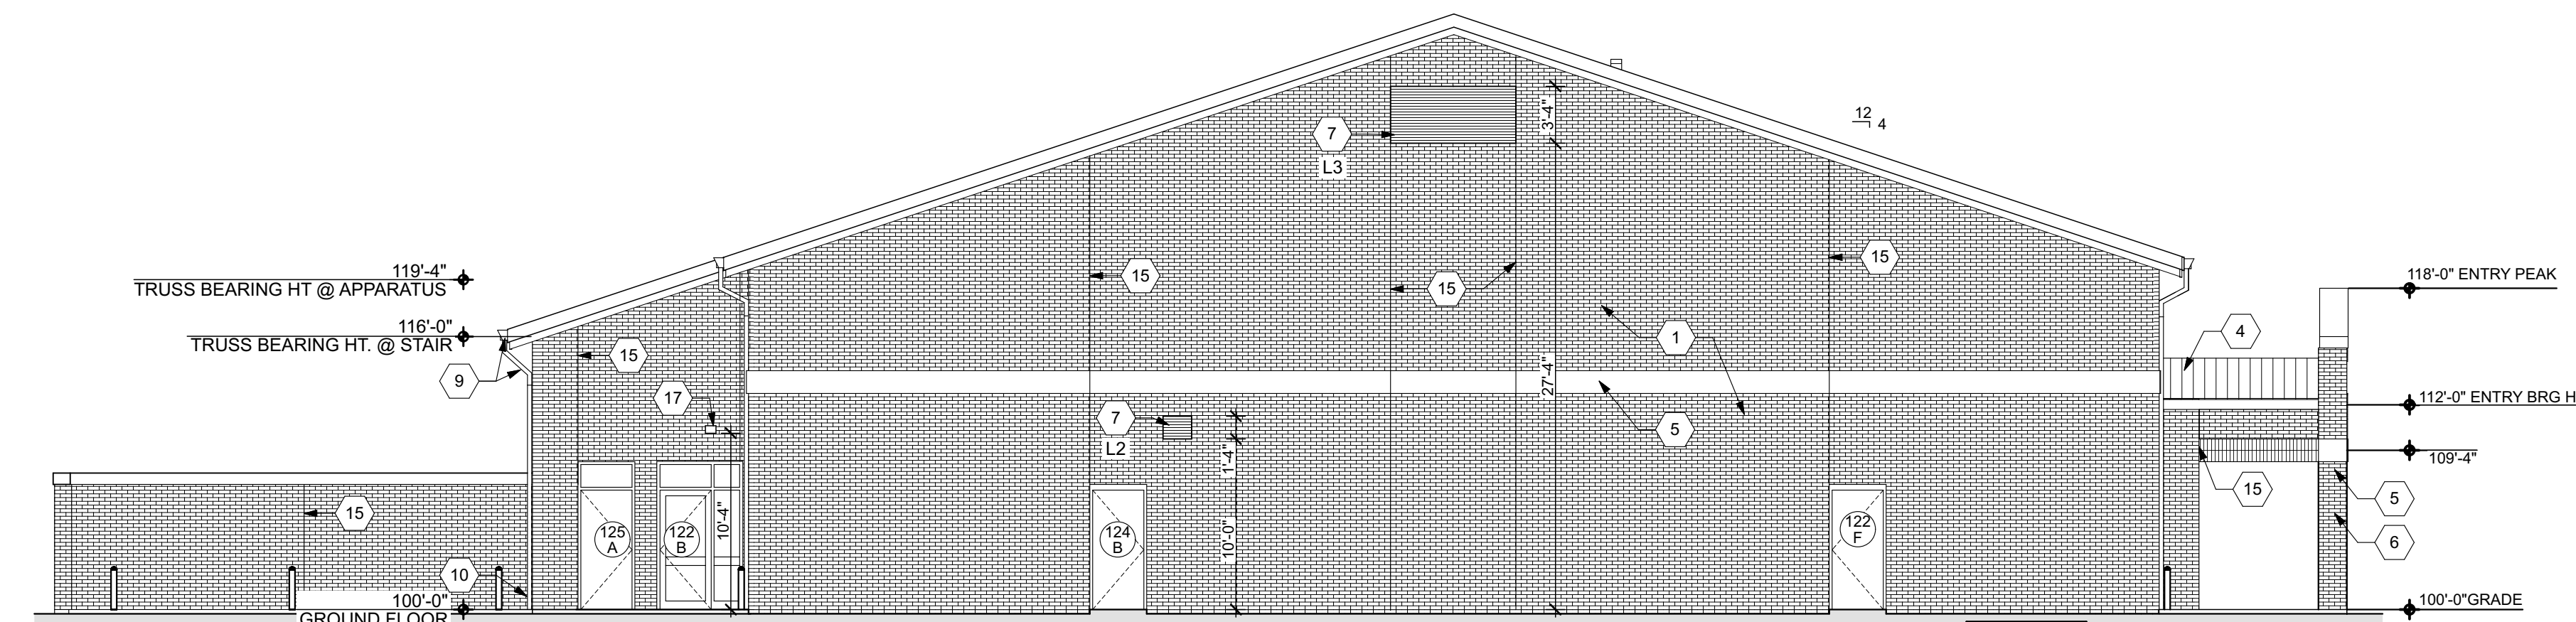 12
4
7
L3
3'-4"
15
15
15
119'-4"
TRUSS BEARING HT @ APPARATUS
118'-0" ENTRY PEAK
116'-0"
TRUSS BEARING HT. @ STAIR
15
1
4
9
17
27'-4"
7
L2
5
112'-0" ENTRY BRG H
1'-4"
109'-4"
15
15
5
125
A
122
B
10'-4"
124
B
10'-0"
122
F
6
10
100'-0"
GROUND FLOOR
100'-0"GRADE